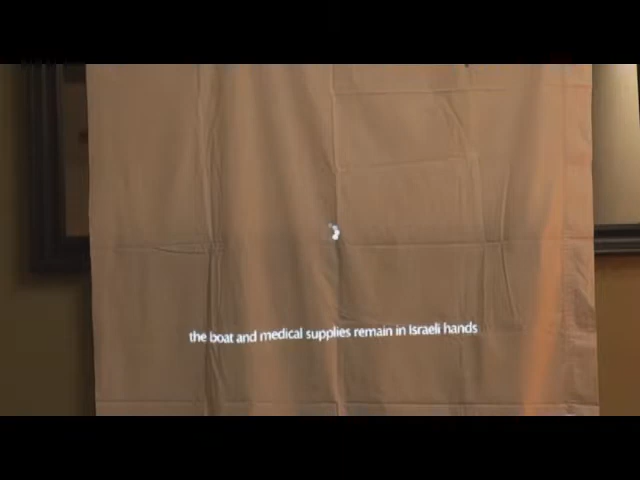 the boat and medical supplies remain in Israeli hands